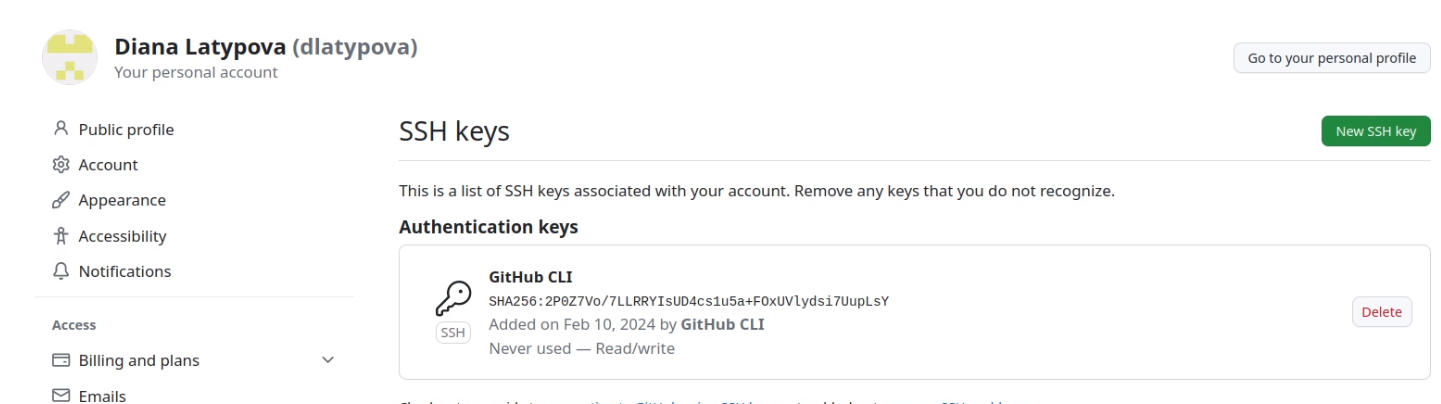 Diana Latypova (dlatypova)
Your personal account
Go to your personal profile
Public profile
Account
Appearance
Accessibility
Notifications
Access
Billing and plans
Emails
SSH keys
New SSH key
This is a list of SSH keys associated with your account. Remove any keys that you do not recognize.
Authentication keys
GitHub CLI
SHA256:2P0Z7Vo/7LLRRYIsUD4cs1u5a+FOxUVlydsi7UupLsY
Added on Feb 10, 2024 by GitHub CLI
Never used — Read/write
SSH
Delete